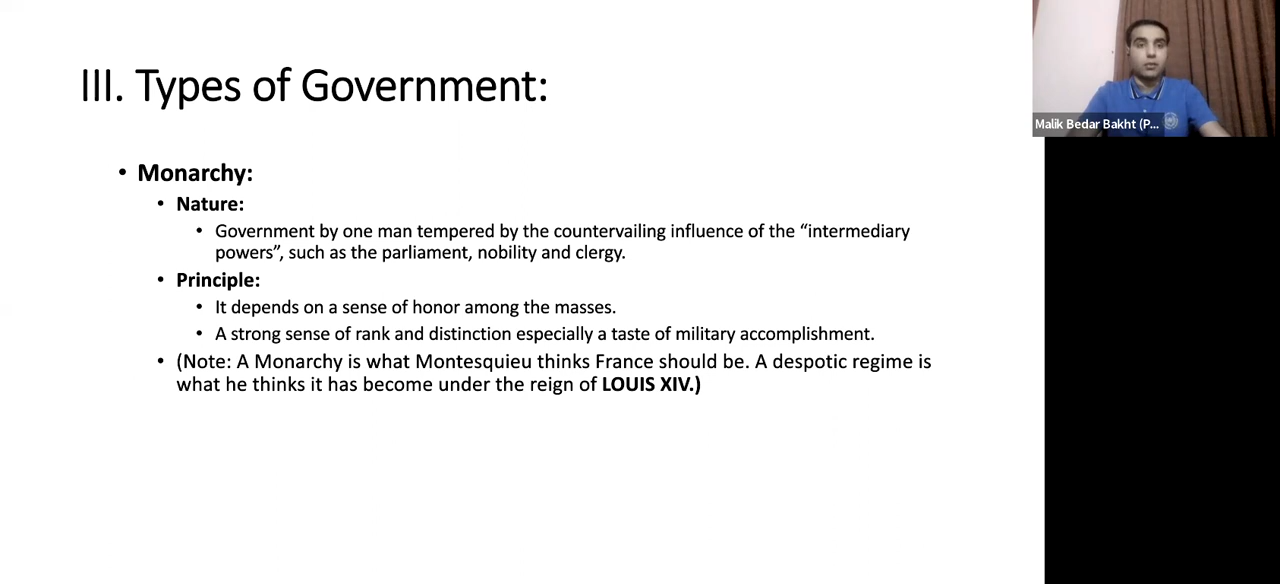 III. Types of Government:
• Monarchy:
• Nature:
• Government by one man tempered by the countervailing influence of the “intermediary
powers”, such as the parliament, nobility and clergy.
• Principle:
• It depends on a sense of honor among the masses.
• A strong sense of rank and distinction especially a taste of military accomplishment.
• (Note: A Monarchy is what Montesquieu thinks France should be. A despotic regime is
what he thinks it has become under the reign of LOUIS XIV.)
Malik Bedar Bakht (P...